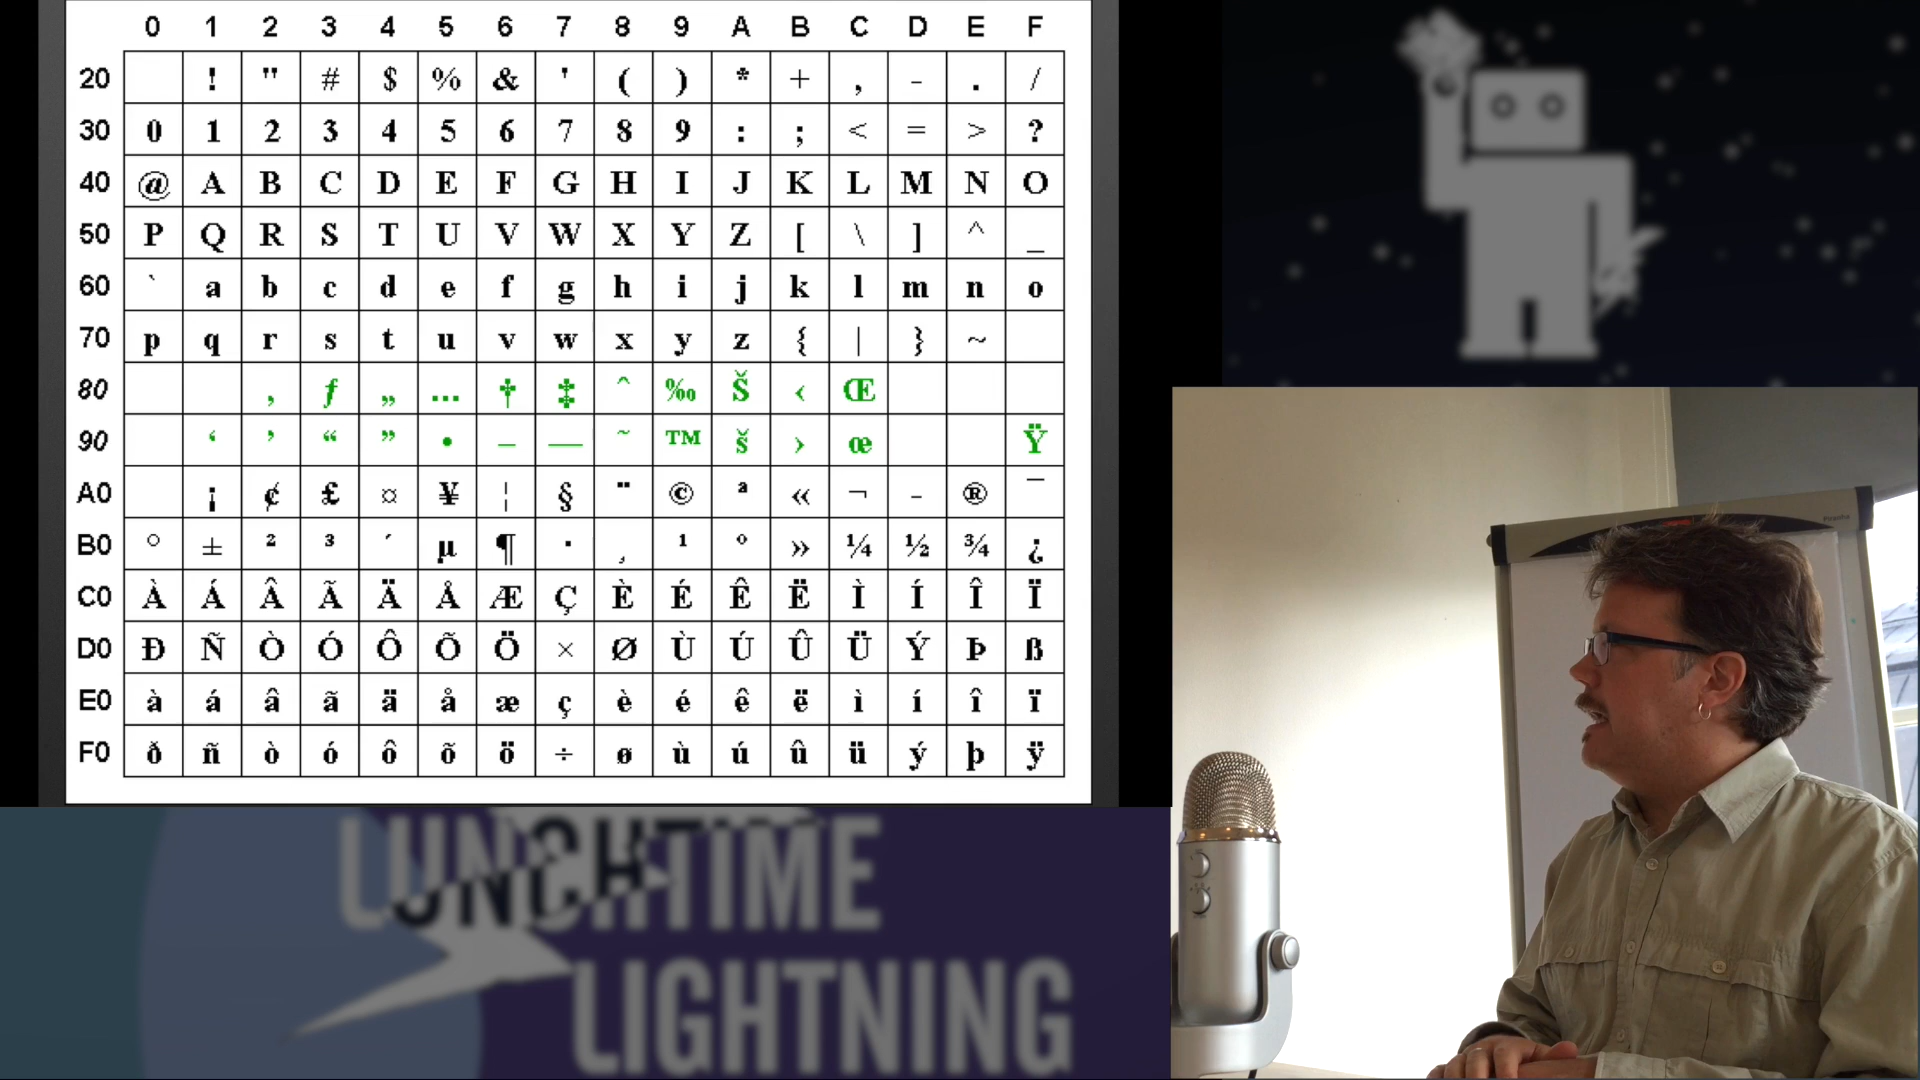 0 1 2 3 4 5 6 7 8 9 A B C D E F
20 ! " # $ % & ' ( ) * + , - . /
30 0 1 2 3 4 5 6 7 8 9 : ; < = > ?
40 @ A B C D E F G H I J K L M N O
50 P Q R S T U V W X Y Z [ \ ] ^ _
60 ` a b c d e f g h i j k l m n o
70 p q r s t u v w x y z { | } ~
80 ‚ ƒ „ … † ‡ ˆ ‰ Š ‹ Œ
90 ‘ ’ “ ” • – — ˜ ™ š › œ Ÿ
A0 ¡ ¢ £ ¤ ¥ ¦ § ¨ © ª « ¬ - ® ¯
B0 ° ± ² ³ ´ µ ¶ · ¸ ¹ º » ¼ ½ ¾ ¿
C0 À Á Â Ã Ä Å Æ Ç È É Ê Ë Ì Í Î Ï
D0 Ð Ñ Ò Ó Ô Õ Ö × Ø Ù Ú Û Ü Ý Þ ß
E0 à á â ã ä å æ ç è é ê ë ì í î ï
F0 ð ñ ò ó ô õ ö ÷ ø ù ú û ü ý þ ÿ
LUNCHTIME
LIGHTNING